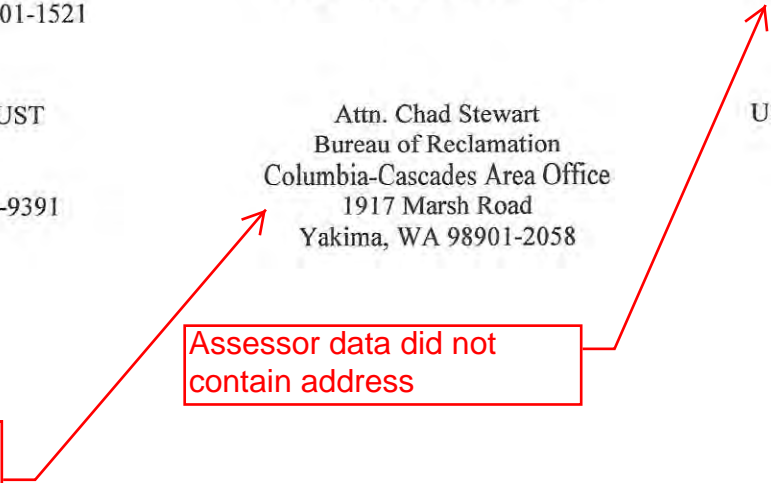 01-1521
UST
-9391
Attn. Chad Stewart
Bureau of Reclamation
Columbia-Cascades Area Office
1917 Marsh Road
Yakima, WA 98901-2058
U
Assessor data did not
contain address